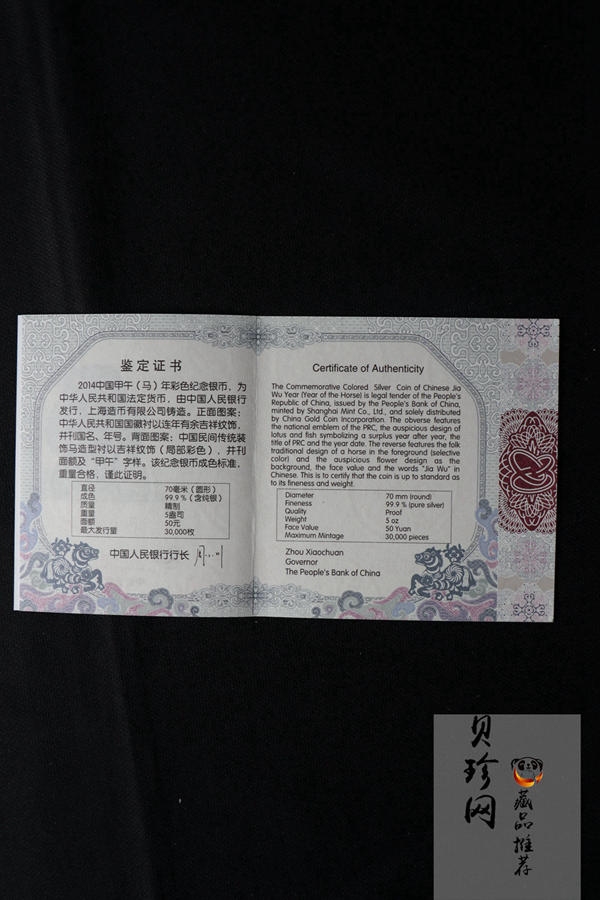 鉴定证书
2014中国甲午（马）年彩色纪念银币，为
中华人民共和国法定货币，由中国人民银行
发行，上海造币有限公司铸造。正面图案：
中华人民共和国国徽衬以连年有余吉祥纹饰，
并刊国名、年号。背面图案：中国民间传统装
饰马造型衬以吉祥纹饰（局部彩色），并刊
面额及“甲午”字样。该纪念银币成色标准，
重量合格，谨此证明。
直径 70毫米（圆形）
成色 99.9％（含纯银）
质量 精制
重量 5盎司
面额 50元
最大发行量 30,000枚
中国人民银行行长
Certificate of Authenticity
The Commemorative Colored Silver Coin of Chinese Jia
Wu Year (Year of the Horse) is legal tender of the People's
Republic of China, issued by the People's Bank of China,
minted by Shanghai Mint Co., Ltd., and solely distributed
by China Gold Coin Incorporation. The obverse features
the national emblem of the PRC, the auspicious design of
lotus and fish symbolizing a surplus year after year, the
title of PRC and the year date. The reverse features the folk
traditional design of a horse in the foreground (selective
color) and the auspicious flower design as the
background, the face value and the words "Jia Wu" in
Chinese. This is to certify that the coin is up to standard as
to its fineness and weight.
Diameter 70 mm (round)
Fineness 99.9 % (pure silver)
Quality Proof
Weight 5 oz
Face Value 50 Yuan
Maximum Mintage 30,000 pieces
Zhou Xiaochuan
Governor
The People's Bank of China
贝珍网
藏品推荐